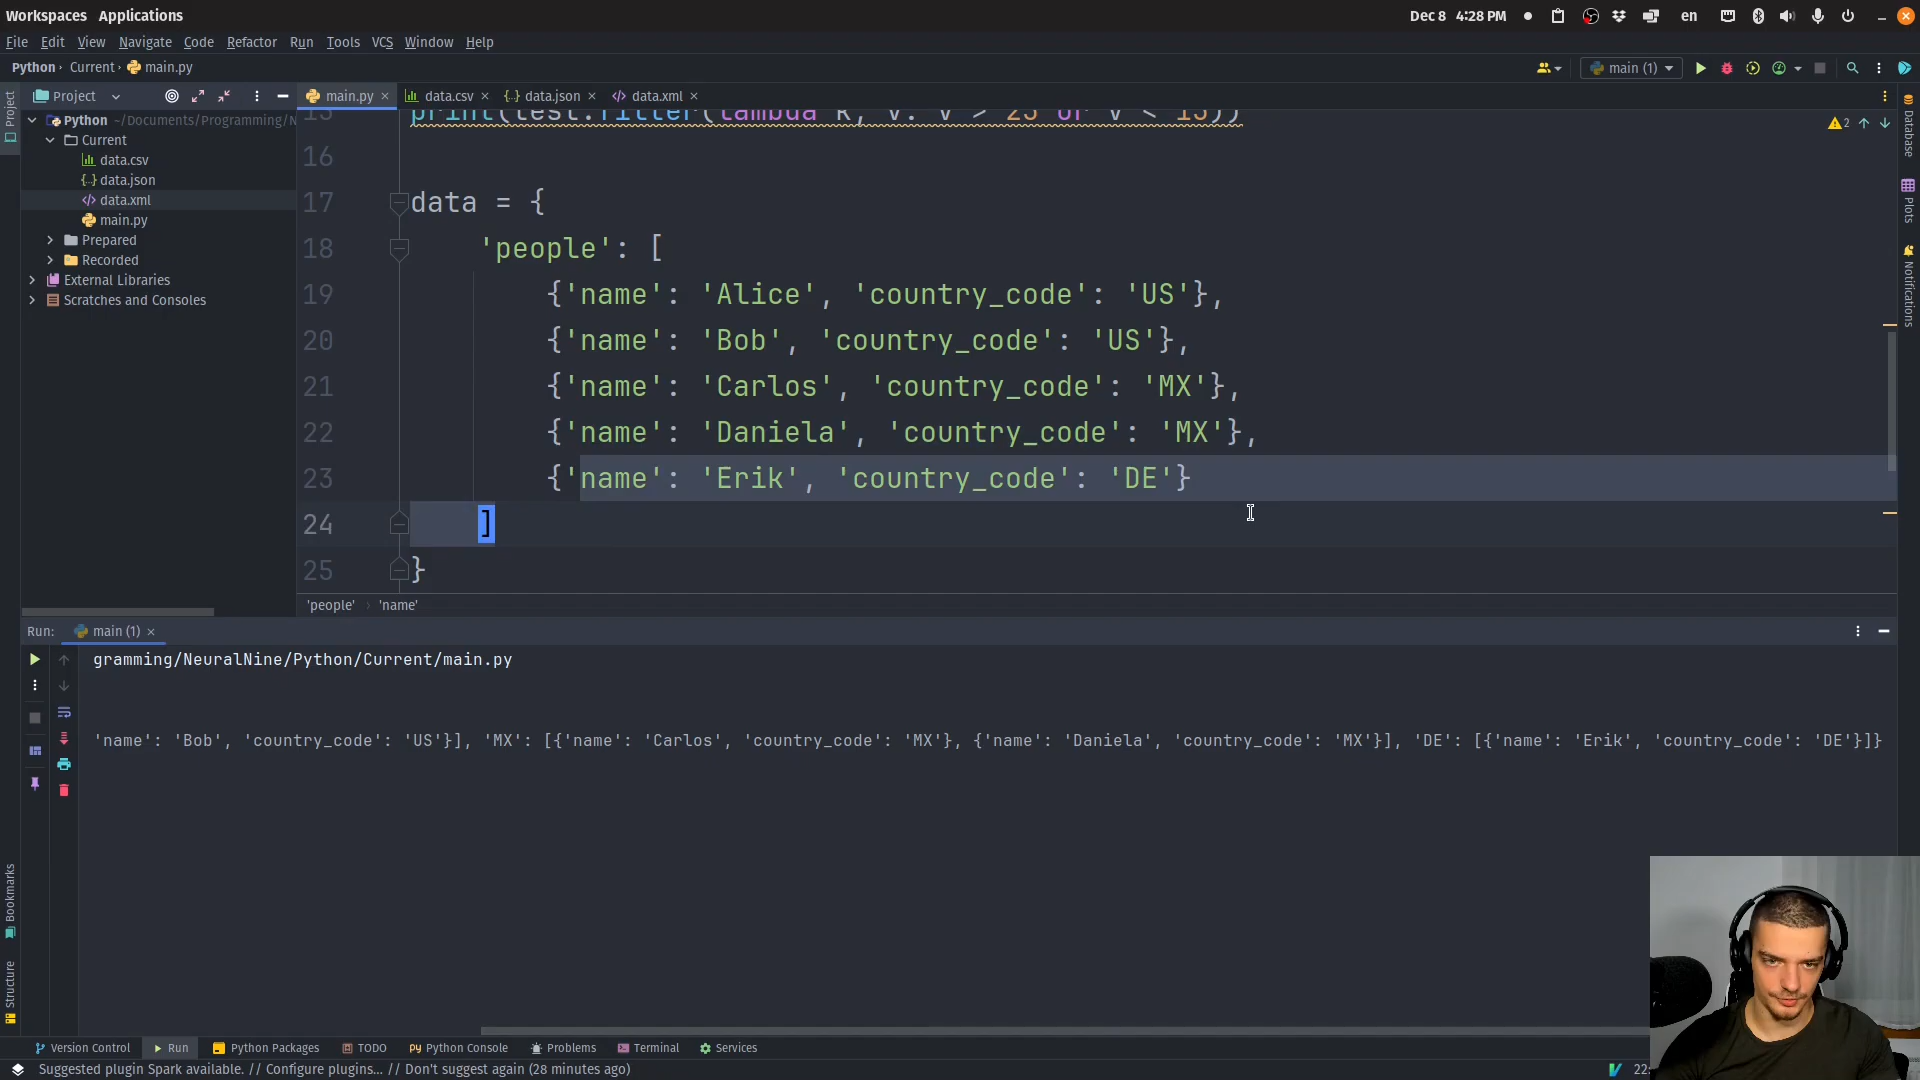 Workspaces Applications
Dec 8 4:28 PM
en
File Edit View Navigate Code Refactor Run Tools VCS Window Help
Python Current main.py
main (1)
Project
Project
main.py data.csv data.json data.xml
Python ~/Documents/Programming/N
Current
data.csv
data.json
data.xml
main.py
Prepared
Recorded
External Libraries
Scratches and Consoles
15 print(test.filter(lambda k, v: v > 25 or v < 15))
16
17 data = {
18 'people': [
19 {'name': 'Alice', 'country_code': 'US'},
20 {'name': 'Bob', 'country_code': 'US'},
21 {'name': 'Carlos', 'country_code': 'MX'},
22 {'name': 'Daniela', 'country_code': 'MX'},
23 {'name': 'Erik', 'country_code': 'DE'}
24 ]
25 }
2
Database
Plots
Notifications
'people' 'name'
Run: main (1)
gramming/NeuralNine/Python/Current/main.py
'name': 'Bob', 'country_code': 'US'}], 'MX': [{'name': 'Carlos', 'country_code': 'MX'}, {'name': 'Daniela', 'country_code': 'MX'}], 'DE': [{'name': 'Erik', 'country_code': 'DE'}]}
Bookmarks
Structure
Version Control Run Python Packages TODO Python Console Problems Terminal Services
Suggested plugin Spark available. // Configure plugins... // Don't suggest again (28 minutes ago)